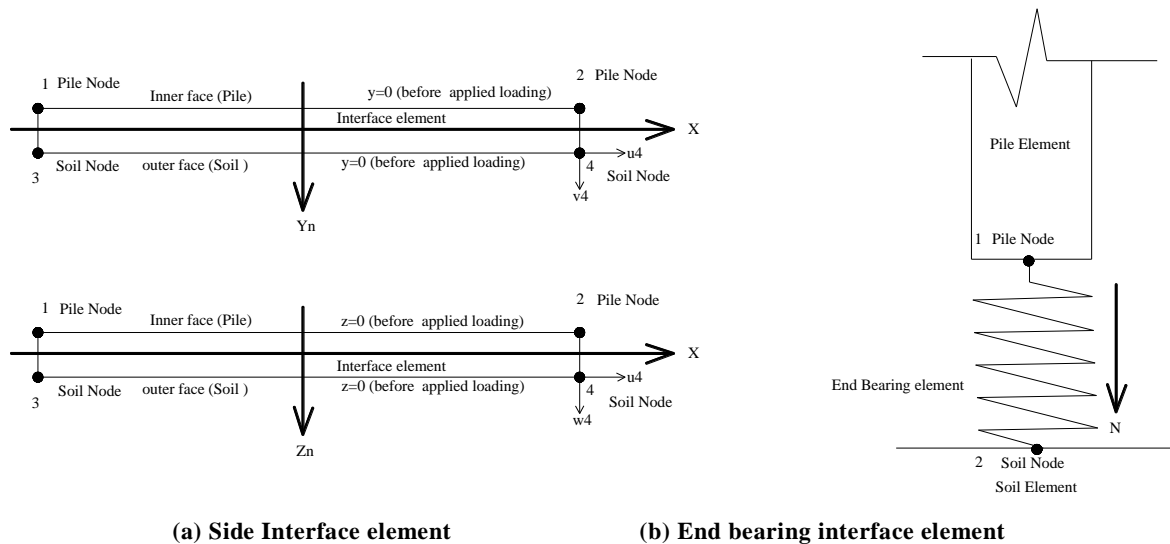 1 Pile Node
2 Pile Node
Inner face (Pile)
y=0 (before applied loading)
Interface element
X
Soil Node
outer face (Soil )
y=0 (before applied loading)
u4
3
4
Soil Node
v4
Yn
1 Pile Node
2 Pile Node
Inner face (Pile)
z=0 (before applied loading)
Interface element
X
Soil Node
outer face (Soil )
z=0 (before applied loading)
u4
3
4
Soil Node
w4
Zn
(a) Side Interface element
Pile Element
1 Pile Node
End Bearing element
N
2 Soil Node
Soil Element
(b) End bearing interface element